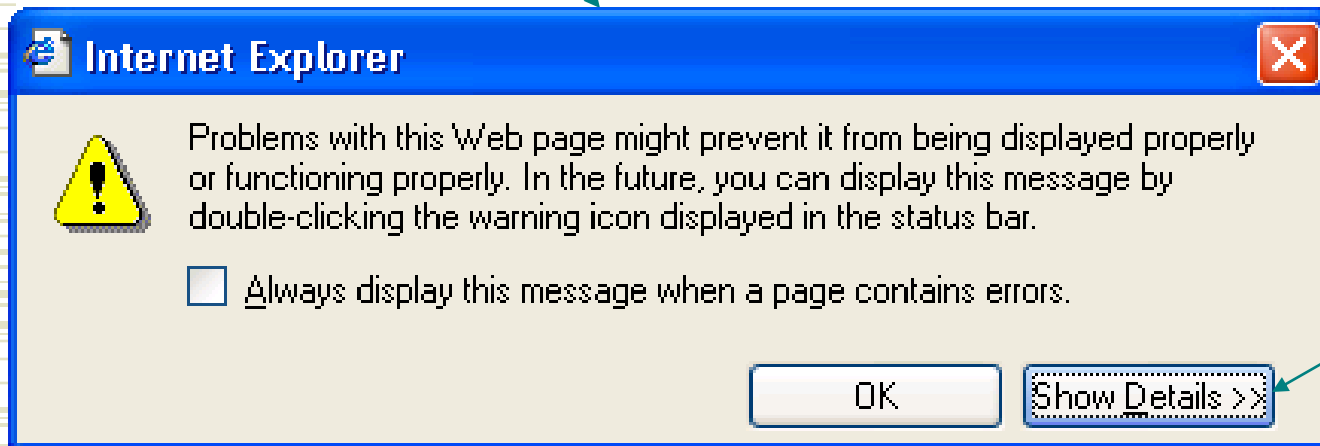 Internet Explorer
Problems with this Web page might prevent it from being displayed properly
or functioning properly. In the future, you can display this message by
double-clicking the warning icon displayed in the status bar.
Always display this message when a page contains errors.
OK
Show Details >>